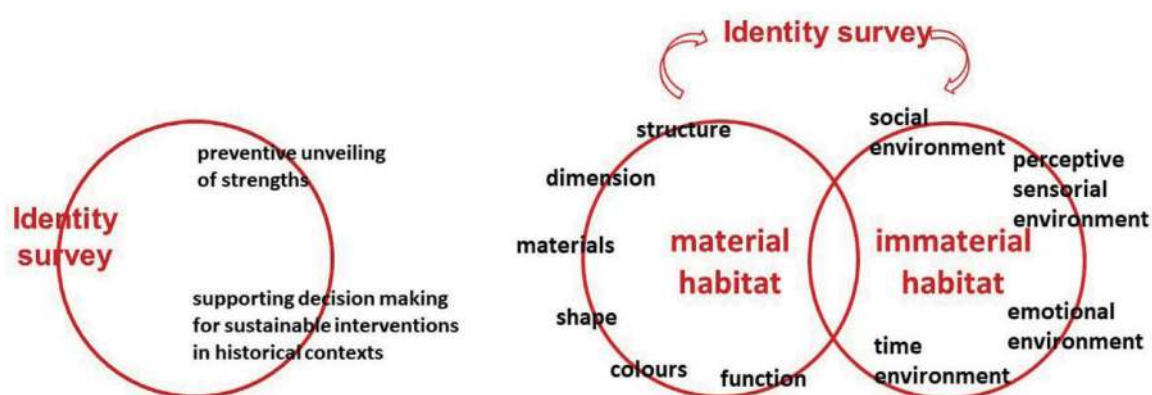 preventive unveiling
of strengths
Identity
survey
supporting decision making
for sustainable interventions
in historical contexts
Identity survey
structure
dimension
materials
shape
colours
function
material
habitat
social
environment
perceptive
sensorial
environment
immaterial
habitat
emotional
environment
time
environment